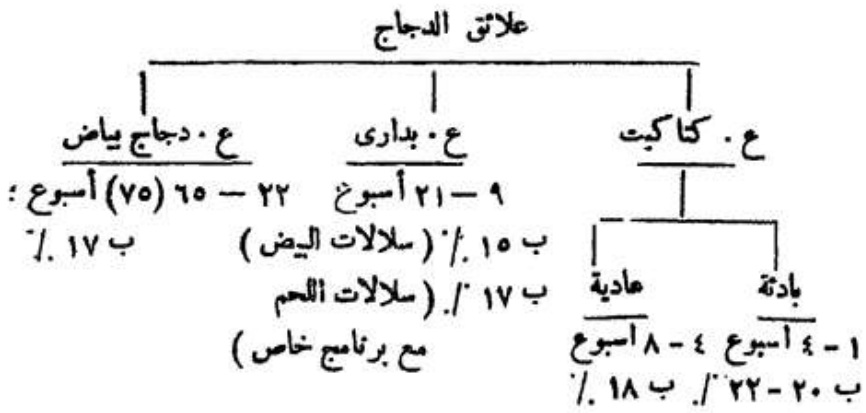 علائق الدجاج
ع . كتاكيت
ع . بدارى
ع . دجاج بياض
٩ – ٢١ أسبوع
٢٢ – ٦٥ (٧٥) أسبوع ؛
ب ١٥ ٪ ( سلالات البيض )
ب ١٧ ٪
ب ١٧ ٪ ( سلالات اللحم
مع برنامج خاص )
بادئة
عادية
١ – ٤ أسبوع
٤ – ٨ أسبوع
ب ٢٠ – ٢٢ ٪
ب ١٨ ٪